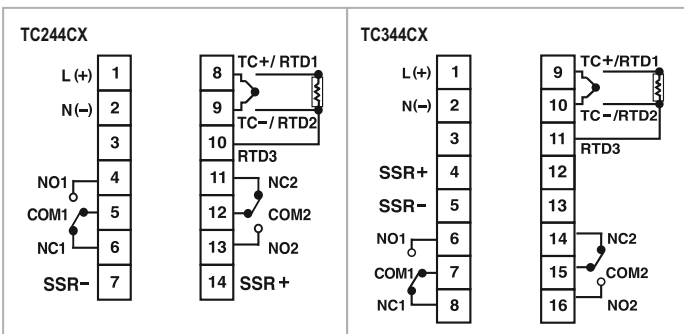 TC244CX
L (+) 1
N (−) 2
3
NO1 4
COM1 5
NC1 6
SSR− 7
8 TC+/ RTD1
9 TC−/ RTD2
10 RTD3
11 NC2
12 COM2
13 NO2
14 SSR +
TC344CX
L (+) 1
N(−) 2
3
SSR+ 4
SSR− 5
NO1 6
COM1 7
NC1 8
9 TC+/RTD1
10 TC−/RTD2
11 RTD3
12
13
14 NC2
15 COM2
16 NO2